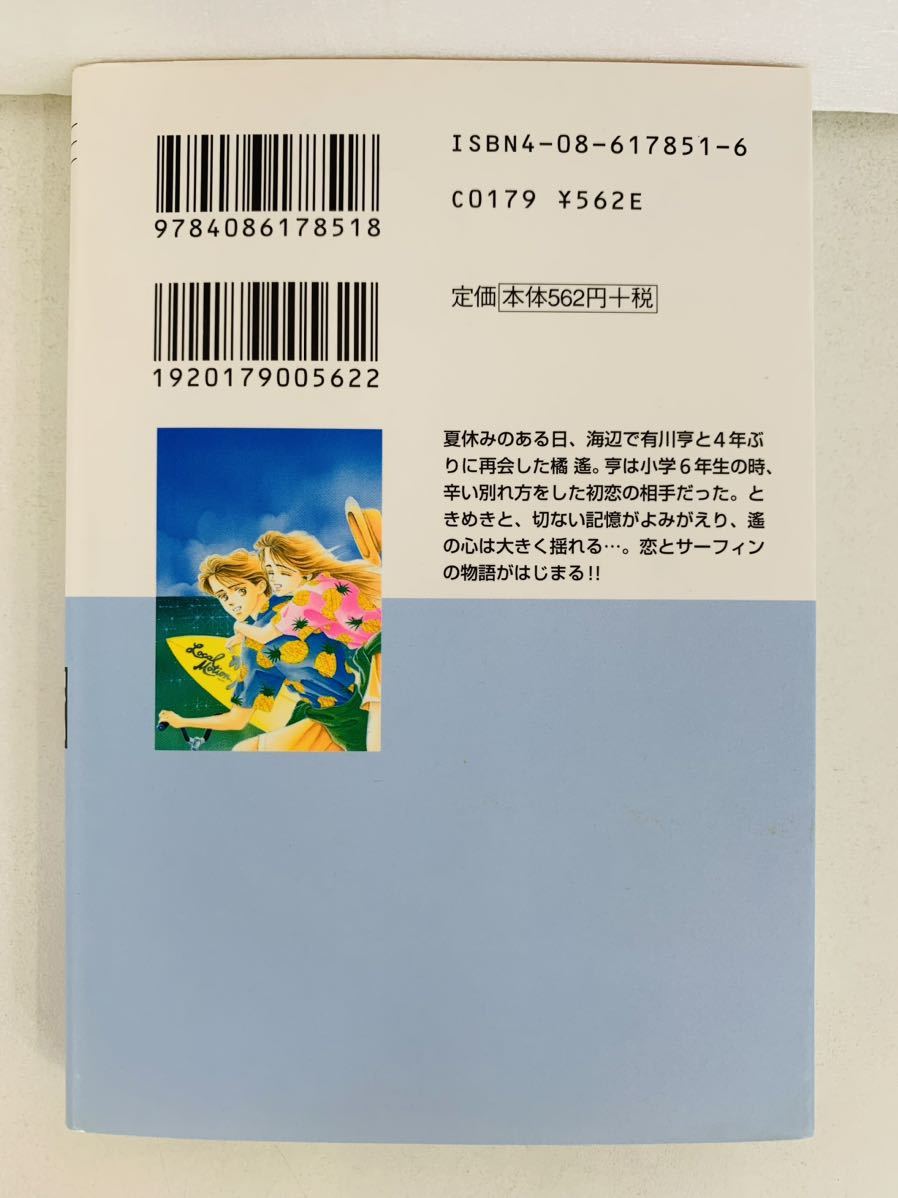 ISBN4-08-617851-6
9784086178518
C0179 ¥562E
定価 本体562円+税
1920179005622
夏休みのある日、海辺で有川亨と4年ぶ
りに再会した橘 遙。亨は小学6年生の時、
辛い別れ方をした初恋の相手だった。と
きめきと、切ない記憶がよみがえり、遙
の心は大きく揺れる…。恋とサーフィン
の物語がはじまる!!
Local
Motion